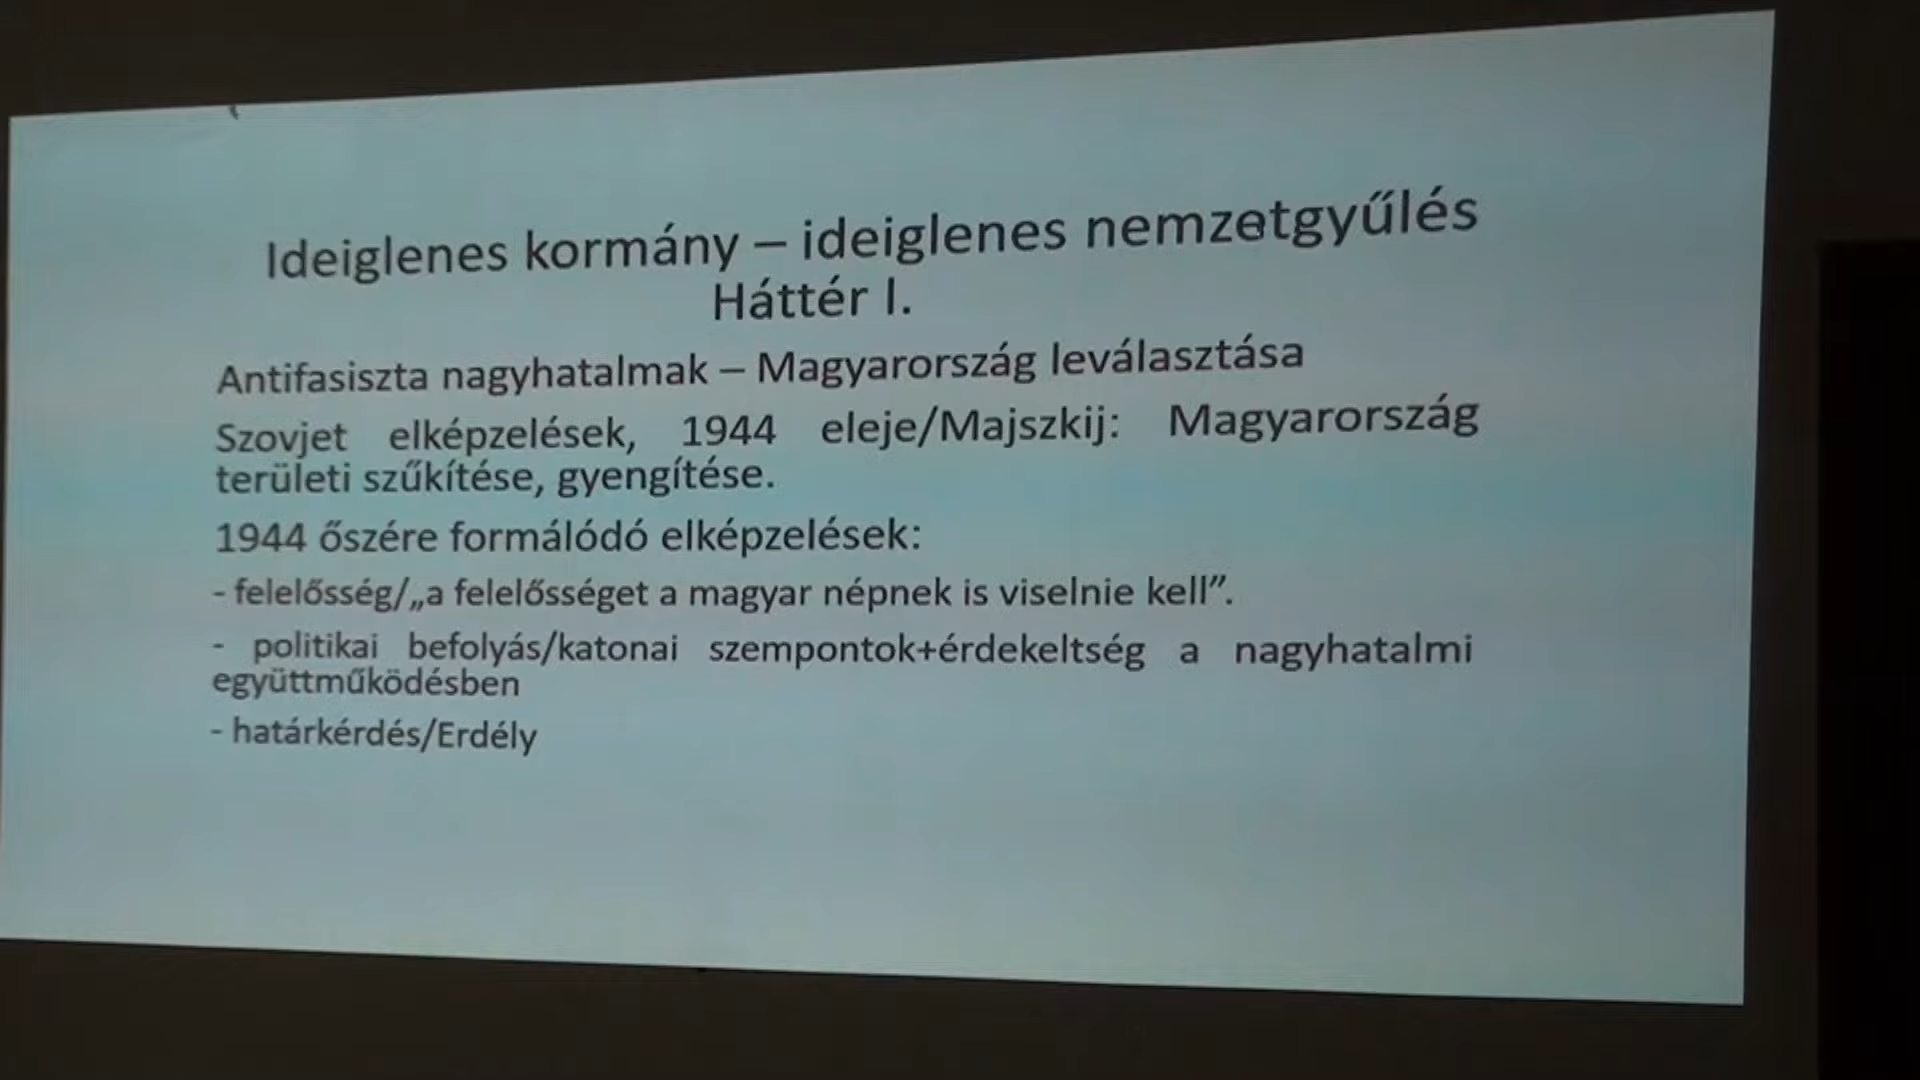 Ideiglenes kormány – ideiglenes nemzetgyűlés
Háttér I.
Antifasiszta nagyhatalmak – Magyarország leválasztása
Szovjet elképzelések, 1944 eleje/Majszkij: Magyarország
területi szűkítése, gyengítése.
1944 őszére formálódó elképzelések:
- felelősség/„a felelősséget a magyar népnek is viselnie kell”.
- politikai befolyás/katonai szempontok+érdekeltség a nagyhatalmi
együttműködésben
- határkérdés/Erdély